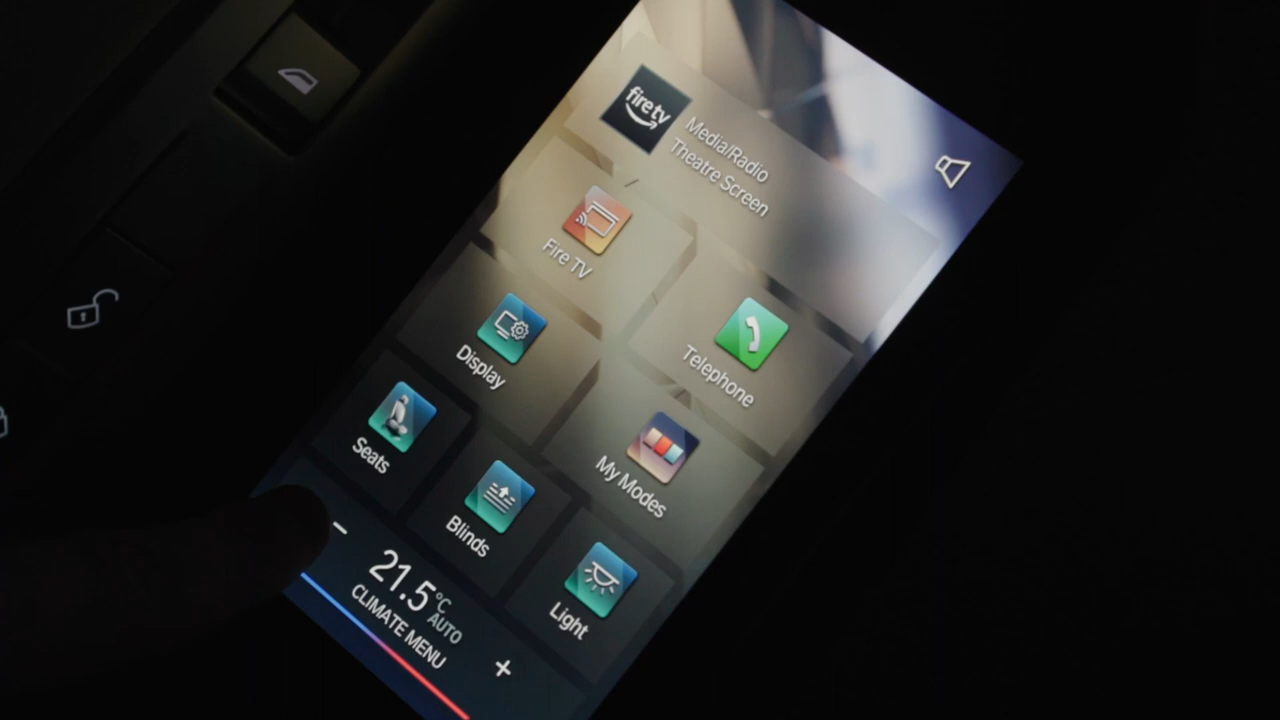 fire tv
Media/Radio
Theatre Screen
Fire TV
Telephone
Display
My Modes
Seats
Blinds
Light
−
21.5°C
AUTO
CLIMATE MENU
+